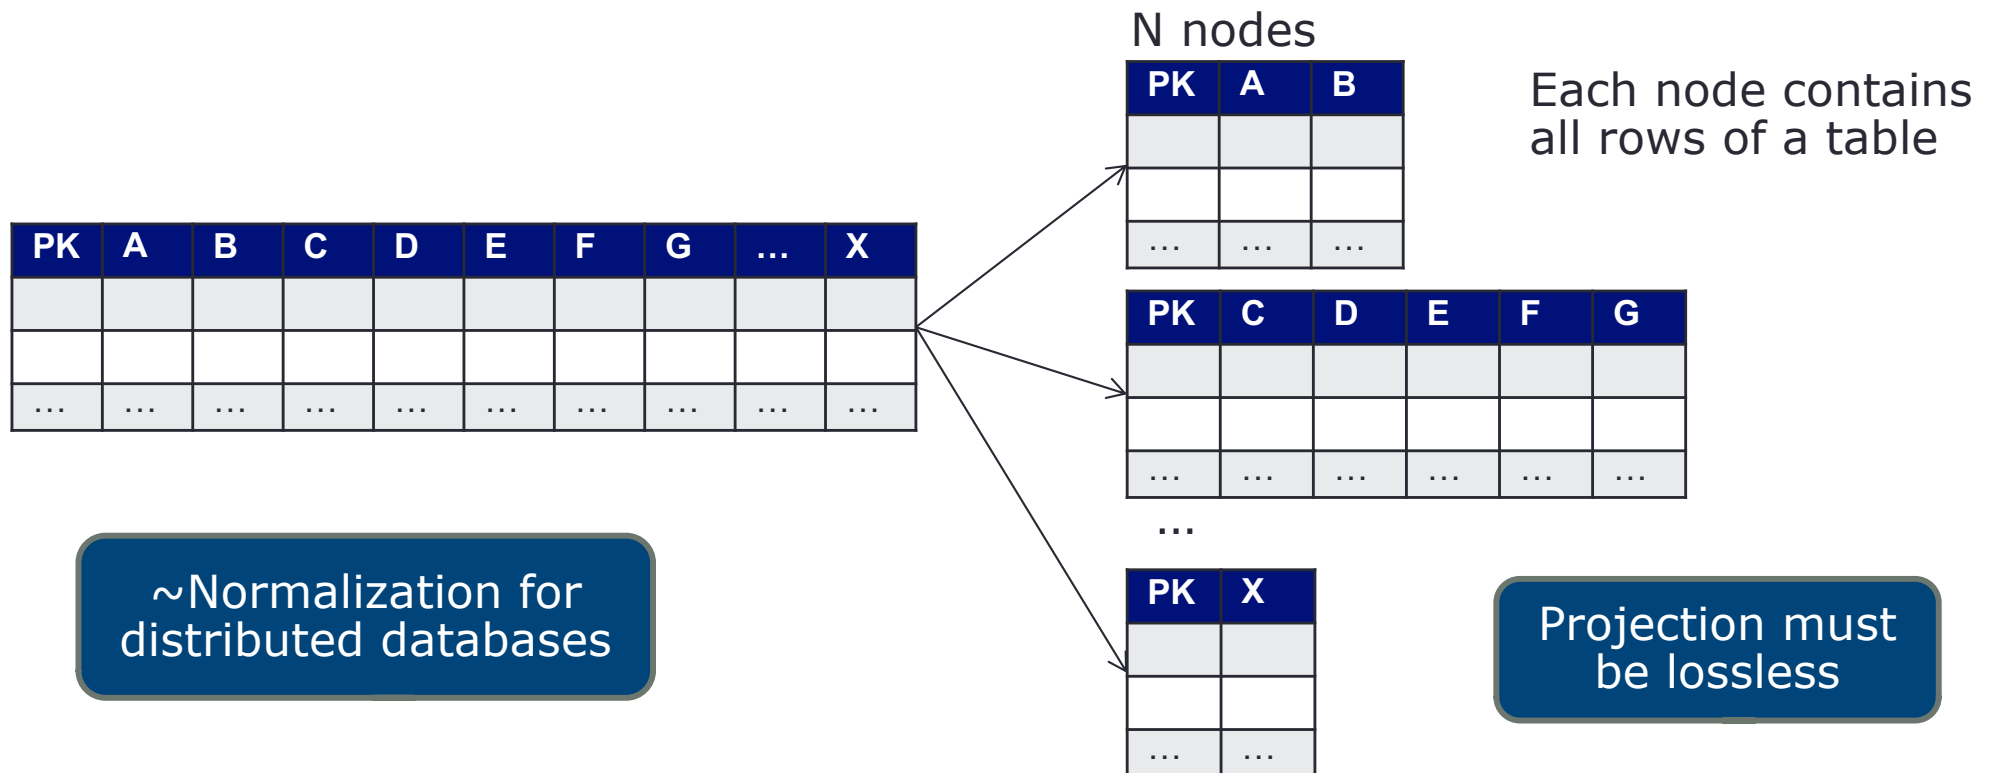 N nodes
PK A B
... ... ...
Each node contains
all rows of a table
PK A B C D E F G ... X
... ... ... ... ... ... ... ... ... ...
PK C D E F G
... ... ... ... ... ...
...
PK X
... ...
~Normalization for
distributed databases
Projection must
be lossless